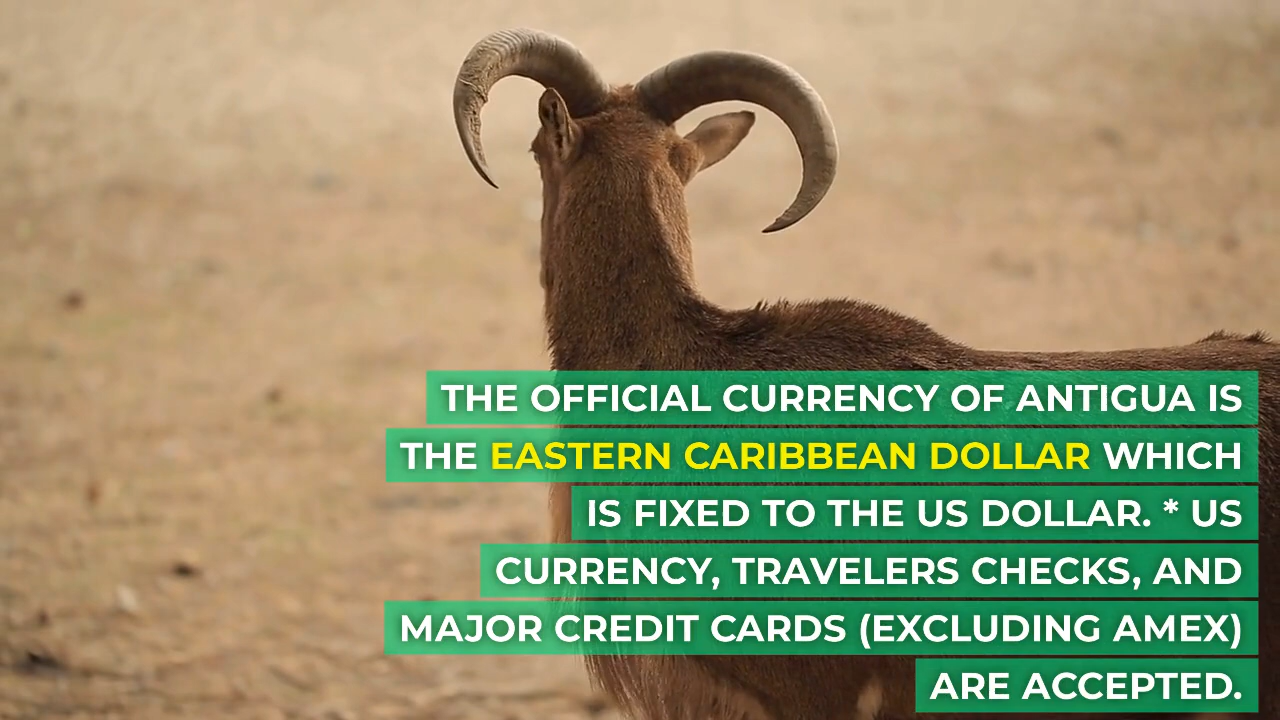 THE OFFICIAL CURRENCY OF ANTIGUA IS
THE EASTERN CARIBBEAN DOLLAR WHICH
IS FIXED TO THE US DOLLAR. * US
CURRENCY, TRAVELERS CHECKS, AND
MAJOR CREDIT CARDS (EXCLUDING AMEX)
ARE ACCEPTED.